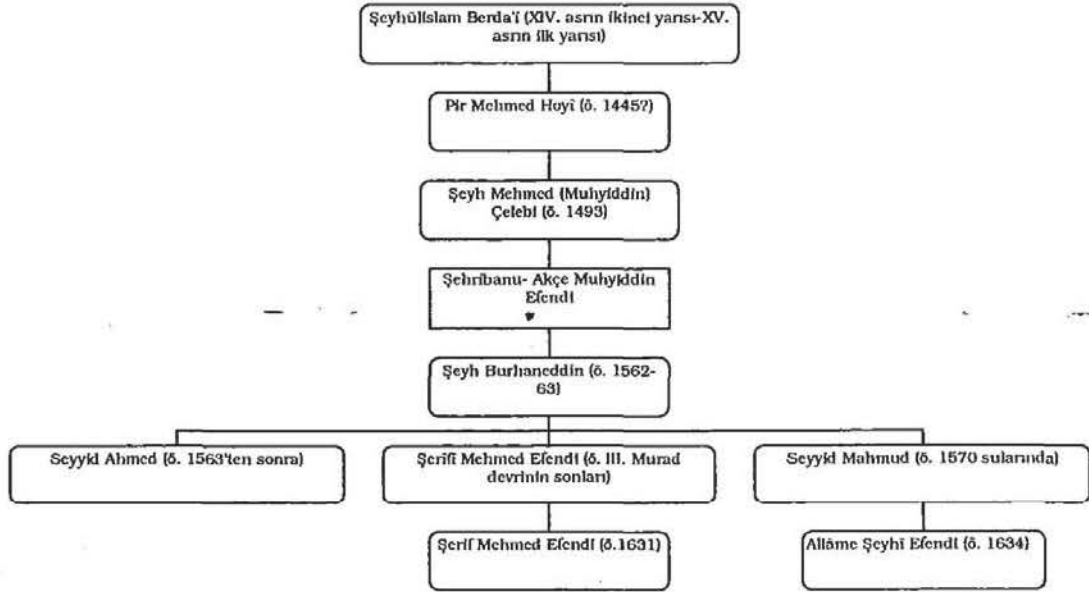 Şeyhülislam Berda'î (XIV. asrın ikinci yarısı-XV.
asrın ilk yarısı)
Pir Mehmed Hoyî (ö. 1445?)
Şeyh Mehmed (Muhyiddin)
Çelebi (ö. 1493)
Şehribanu- Akçe Muhyiddin
Efendi
Şeyh Burhaneddin (ö. 1562-
63)
Seyyid Ahmed (ö. 1563'ten sonra)
Şerifî Mehmed Efendi (ö. III. Murad
devrinin sonları)
Seyyid Mahmud (ö. 1570 sularında)
Şerif Mehmed Efendi (ö.1631)
Allâme Şeyhî Efendi (ö. 1634)